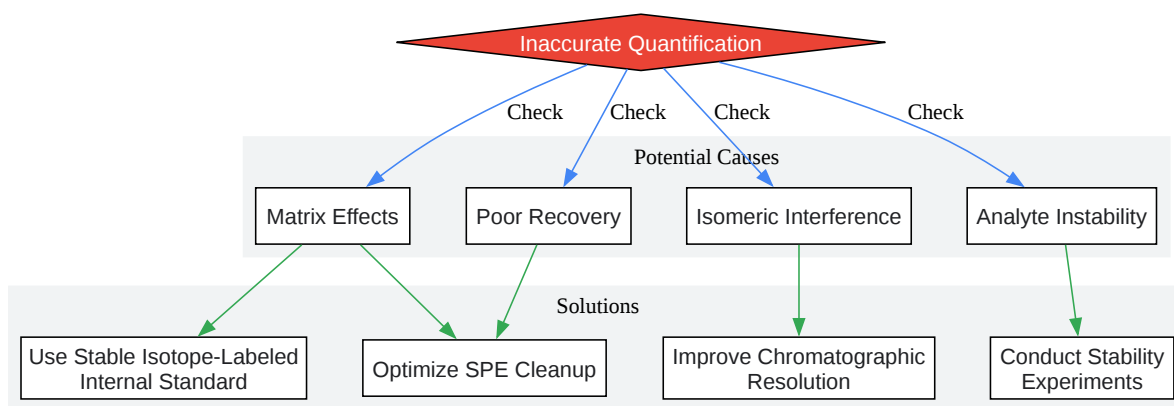 Inaccurate Quantification
Check
Check
Check
Check
Potential Causes
Matrix Effects
Poor Recovery
Isomeric Interference
Analyte Instability
Solutions
Use Stable Isotope-Labeled
Internal Standard
Optimize SPE Cleanup
Improve Chromatographic
Resolution
Conduct Stability
Experiments